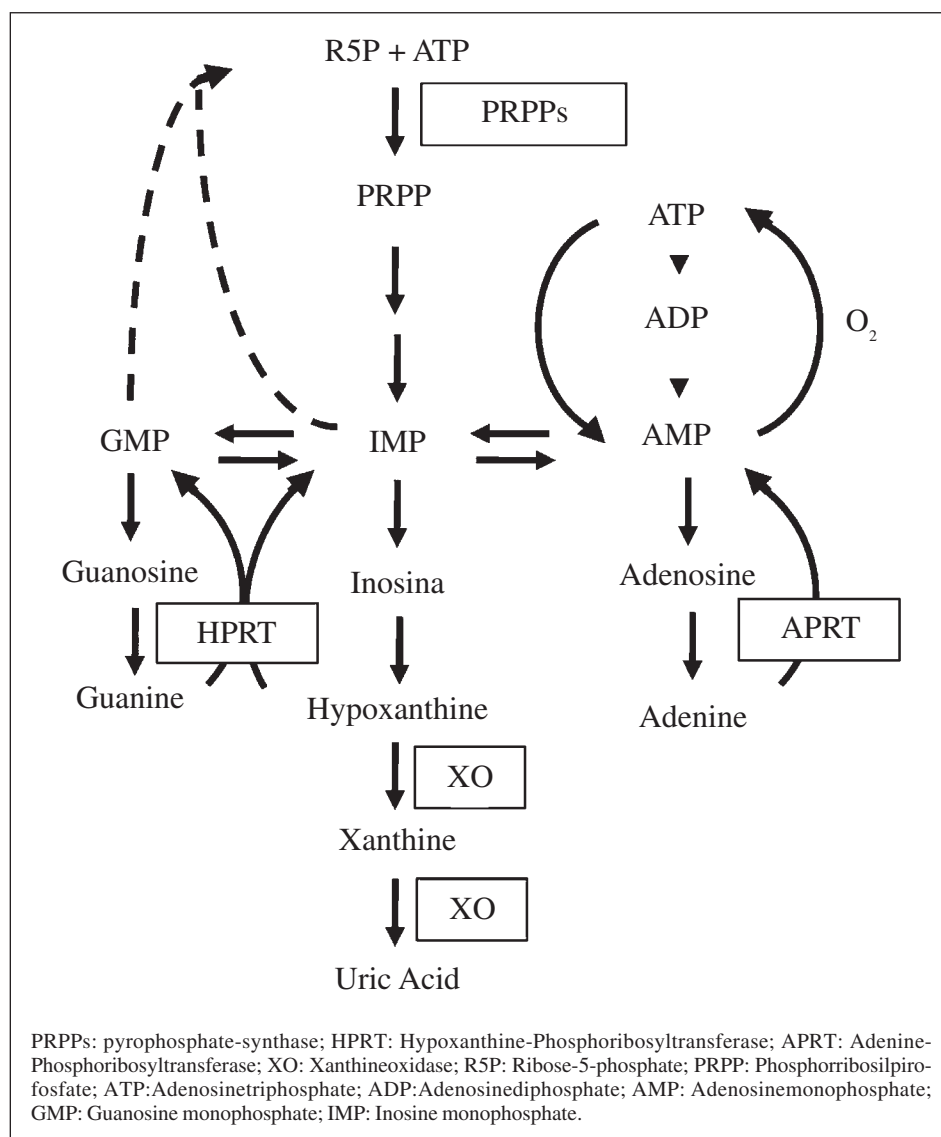 R5P + ATP
PRPPs
PRPP
ATP
ADP
O₂
GMP
IMP
AMP
Guanosine
Inosina
Adenosine
HPRT
APRT
Guanine
Hypoxanthine
Adenine
XO
Xanthine
XO
Uric Acid
PRPPs: pyrophosphate-synthase; HPRT: Hypoxanthine-Phosphoribosyltransferase; APRT: Adenine-
Phosphoribosyltransferase; XO: Xanthineoxidase; R5P: Ribose-5-phosphate; PRPP: Phosphorribosilpiro-
fosfate; ATP:Adenosinetriphosphate; ADP:Adenosinediphosphate; AMP: Adenosinemonophosphate;
GMP: Guanosine monophosphate; IMP: Inosine monophosphate.